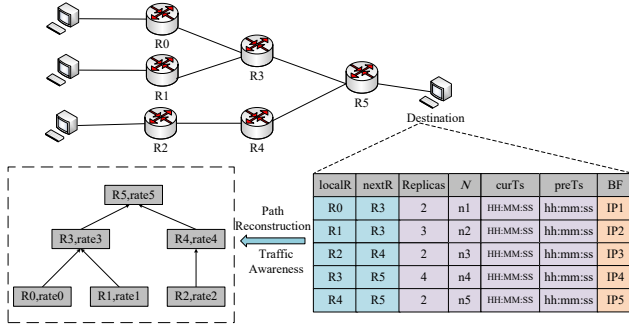 R0
R1
R2
R3
R4
R5
Destination
localR nextR Replicas N curTs preTs BF
R0 R3 2 n1 HH:MM:SS hh:mm:ss IP1
R1 R3 3 n2 HH:MM:SS hh:mm:ss IP2
R2 R4 2 n3 HH:MM:SS hh:mm:ss IP3
R3 R5 4 n4 HH:MM:SS hh:mm:ss IP4
R4 R5 2 n5 HH:MM:SS hh:mm:ss IP5
Path
Reconstruction
Traffic
Awareness
R5,rate5
R3,rate3 R4,rate4
R0,rate0 R1,rate1 R2,rate2